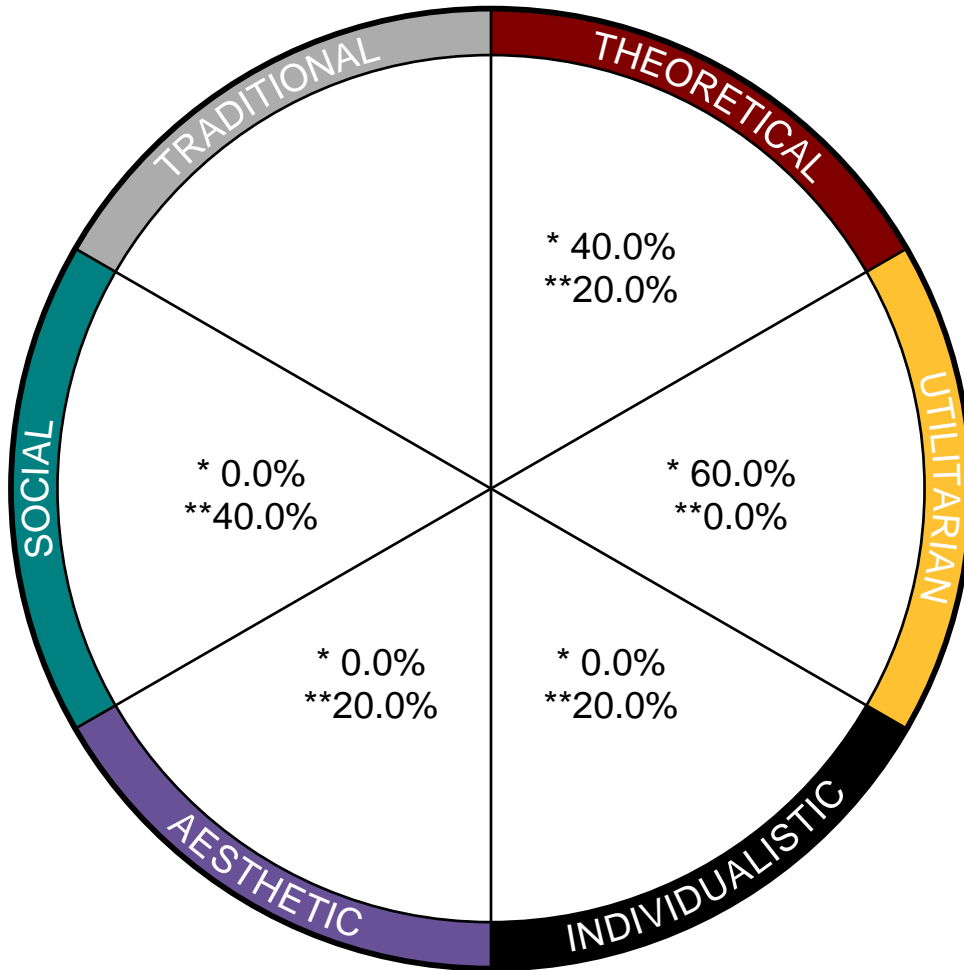 TRADITIONAL
THEORETICAL
* 40.0%
**20.0%
UTILITARIAN
* 60.0%
**0.0%
INDIVIDUALISTIC
* 0.0%
**20.0%
AESTHETIC
* 0.0%
**20.0%
SOCIAL
* 0.0%
**40.0%